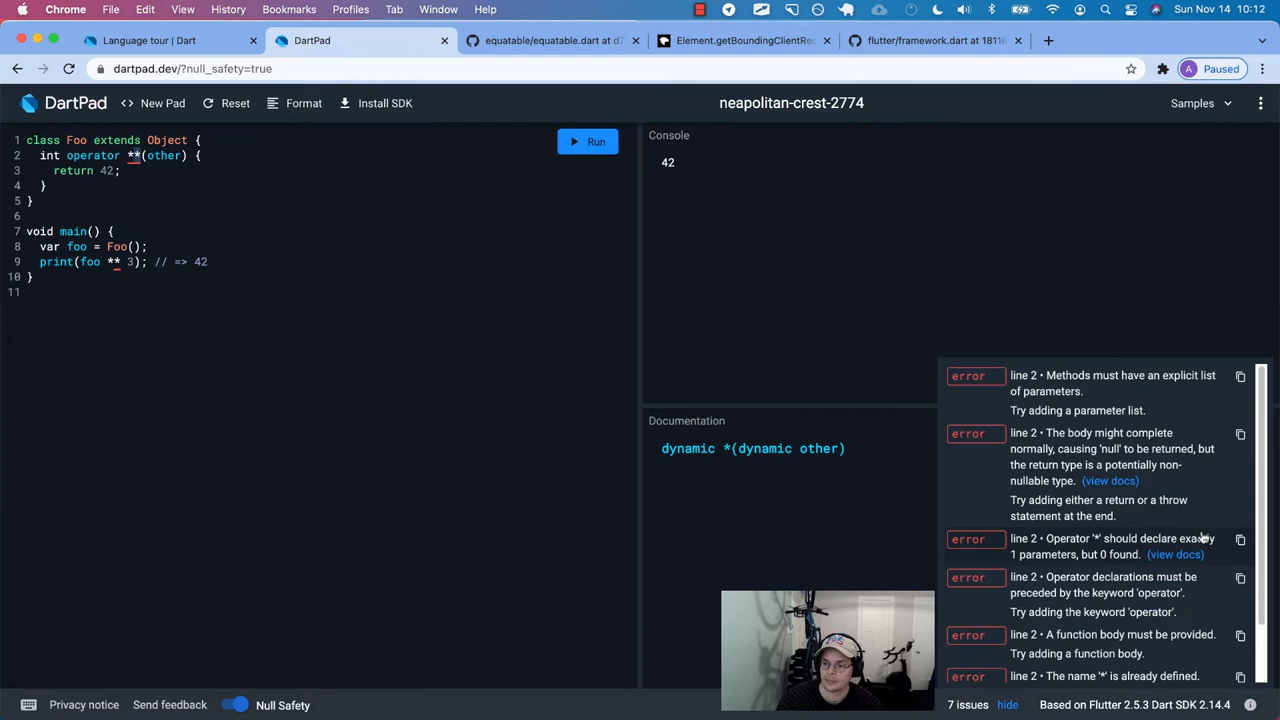 Chrome File Edit View History Bookmarks Profiles Tab Window Help Sun Nov 14 10:12
Language tour | Dart DartPad equatable/equatable.dart at d7 Element.getBoundingClientRec flutter/framework.dart at 18116
dartpad.dev/?null_safety=true A Paused
DartPad <> New Pad Reset Format Install SDK neapolitan-crest-2774 Samples
1 class Foo extends Object {
2 int operator **(other) {
3 return 42;
4 }
5 }
6
7 void main() {
8 var foo = Foo();
9 print(foo ** 3); // => 42
10 }
11
Run
Console
42
Documentation
dynamic *(dynamic other)
error line 2 • Methods must have an explicit list
of parameters.
Try adding a parameter list.
error line 2 • The body might complete
normally, causing 'null' to be returned, but
the return type is a potentially non-
nullable type. (view docs)
Try adding either a return or a throw
statement at the end.
error line 2 • Operator '*' should declare exactly
1 parameters, but 0 found. (view docs)
error line 2 • Operator declarations must be
preceded by the keyword 'operator'.
Try adding the keyword 'operator'.
error line 2 • A function body must be provided.
Try adding a function body.
error line 2 • The name '*' is already defined.
Privacy notice Send feedback Null Safety 7 issues hide Based on Flutter 2.5.3 Dart SDK 2.14.4